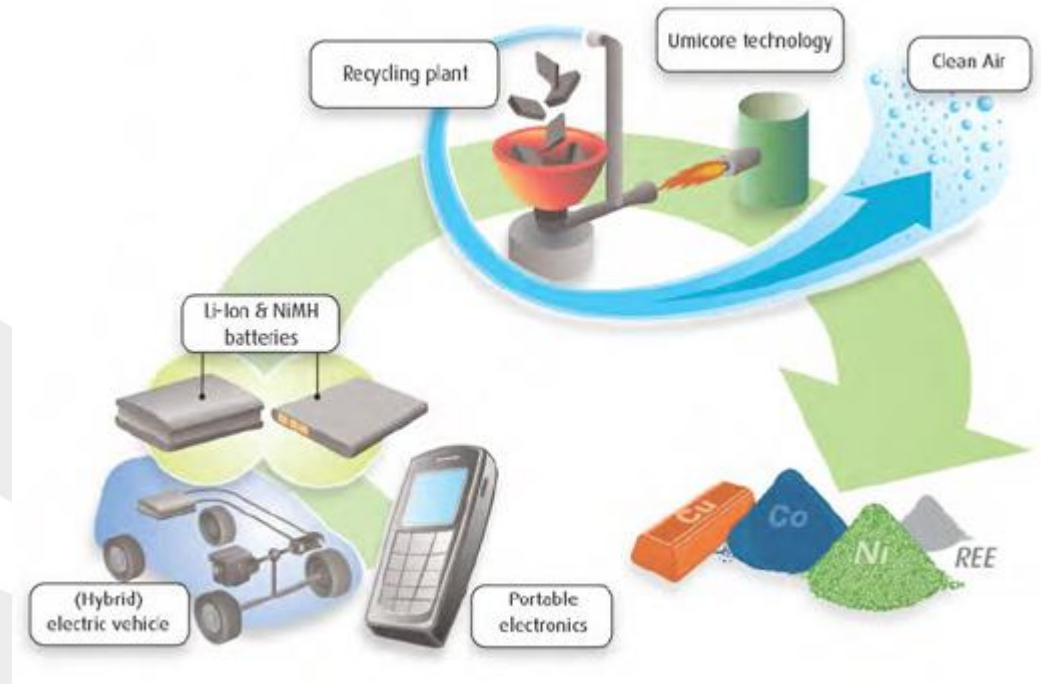 Recycling plant
Umicore technology
Clean Air
Li-Ion & NiMH
batteries
(Hybrid)
electric vehicle
Portable
electronics
Cu
Co
Ni
REE